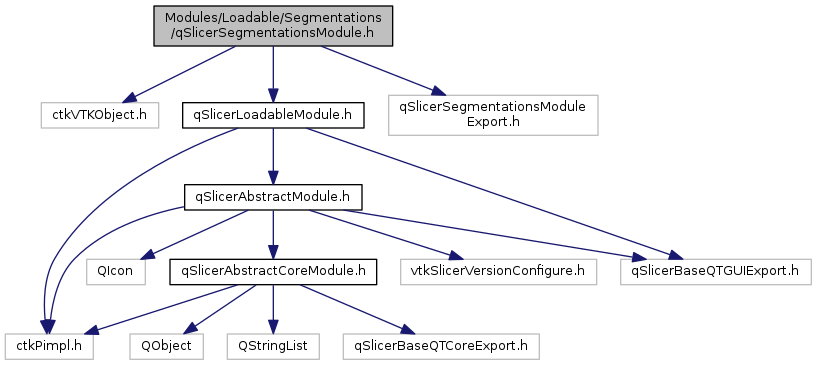 Modules/Loadable/Segmentations
/qSlicerSegmentationsModule.h
ctkVTKObject.h
qSlicerLoadableModule.h
qSlicerSegmentationsModule
Export.h
qSlicerAbstractModule.h
QIcon
qSlicerAbstractCoreModule.h
vtkSlicerVersionConfigure.h
qSlicerBaseQTGUIExport.h
ctkPimpl.h
QObject
QStringList
qSlicerBaseQTCoreExport.h